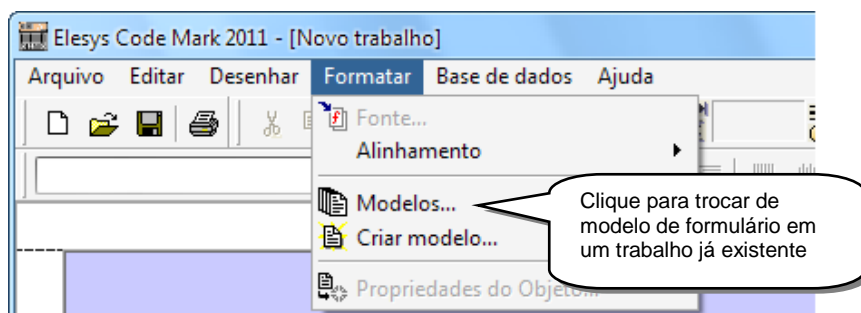 Elesys Code Mark 2011 - [Novo trabalho]
Arquivo Editar Desenhar Formatar Base de dados Ajuda
Fonte...
Alinhamento
Modelos...
Criar modelo...
Propriedades do Objeto...
Clique para trocar de
modelo de formulário em
um trabalho já existente